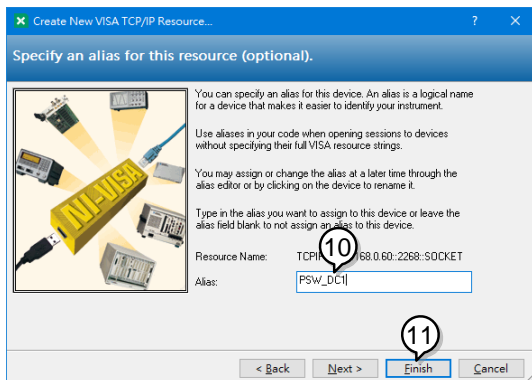 Create New VISA TCP/IP Resource...
Specify an alias for this resource (optional).
You can specify an alias for this device. An alias is a logical name
for a device that makes it easier to identify your instrument.
Use aliases in your code when opening sessions to devices
without specifying their full VISA resource strings.
You may assign or change the alias at a later time through the
alias editor or by clicking on the device to rename it.
Type in the alias you want to assign to this device or leave the
alias field blank to not assign an alias to this device.
NI-VISA
10
Resource Name: 68.0.60::2268::SOCKET
Alias: PSW_DC1
11
< Back Next > Finish Cancel